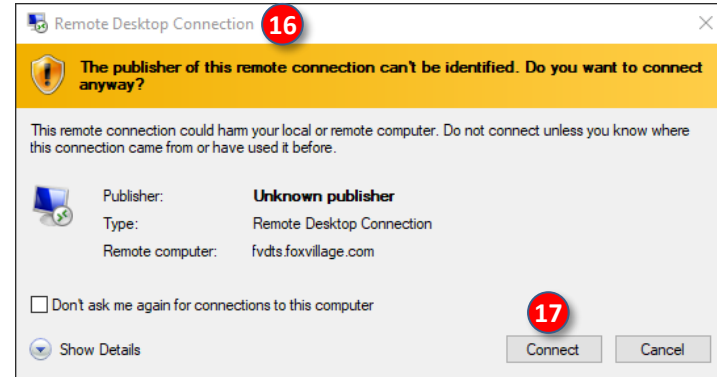 Remote Desktop Connection 16
The publisher of this remote connection can't be identified. Do you want to connect
anyway?
This remote connection could harm your local or remote computer. Do not connect unless you know where
this connection came from or have used it before.
Publisher: Unknown publisher
Type: Remote Desktop Connection
Remote computer: fvdts.foxvillage.com
Don't ask me again for connections to this computer
17
Show Details Connect Cancel